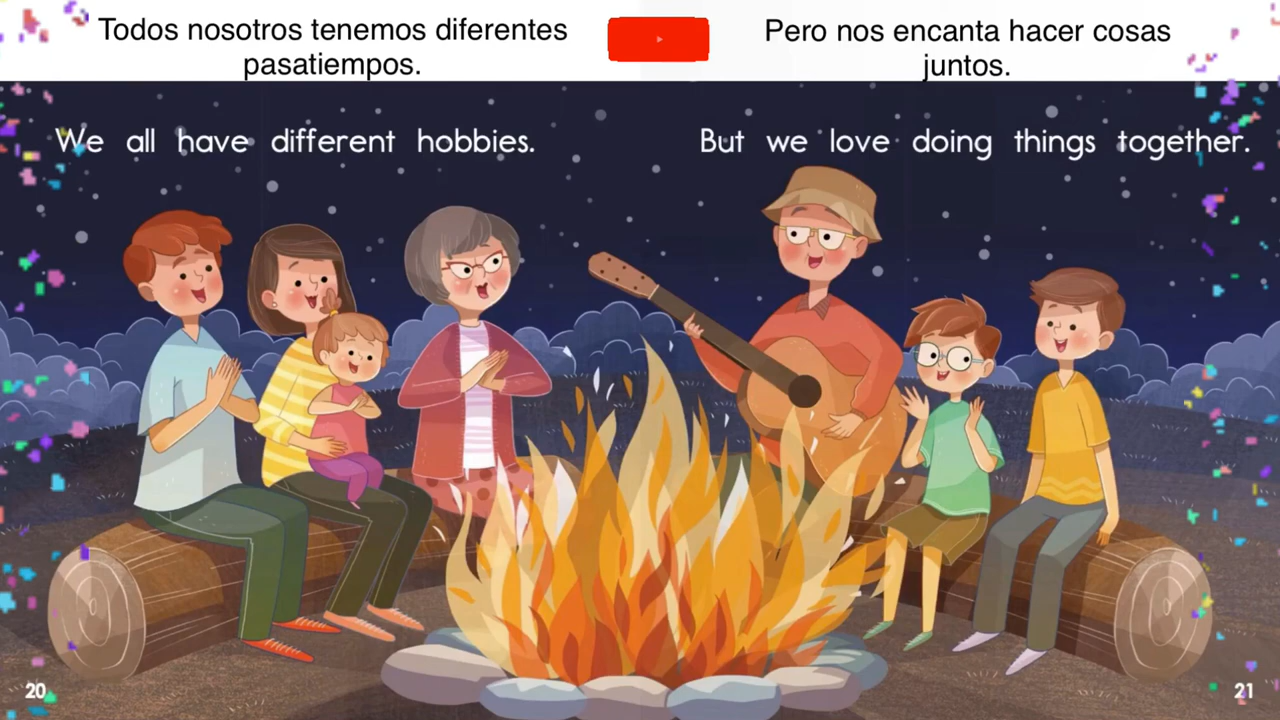 Todos nosotros tenemos diferentes
pasatiempos.
Pero nos encanta hacer cosas
juntos.
We all have different hobbies.
But we love doing things together.
20
21